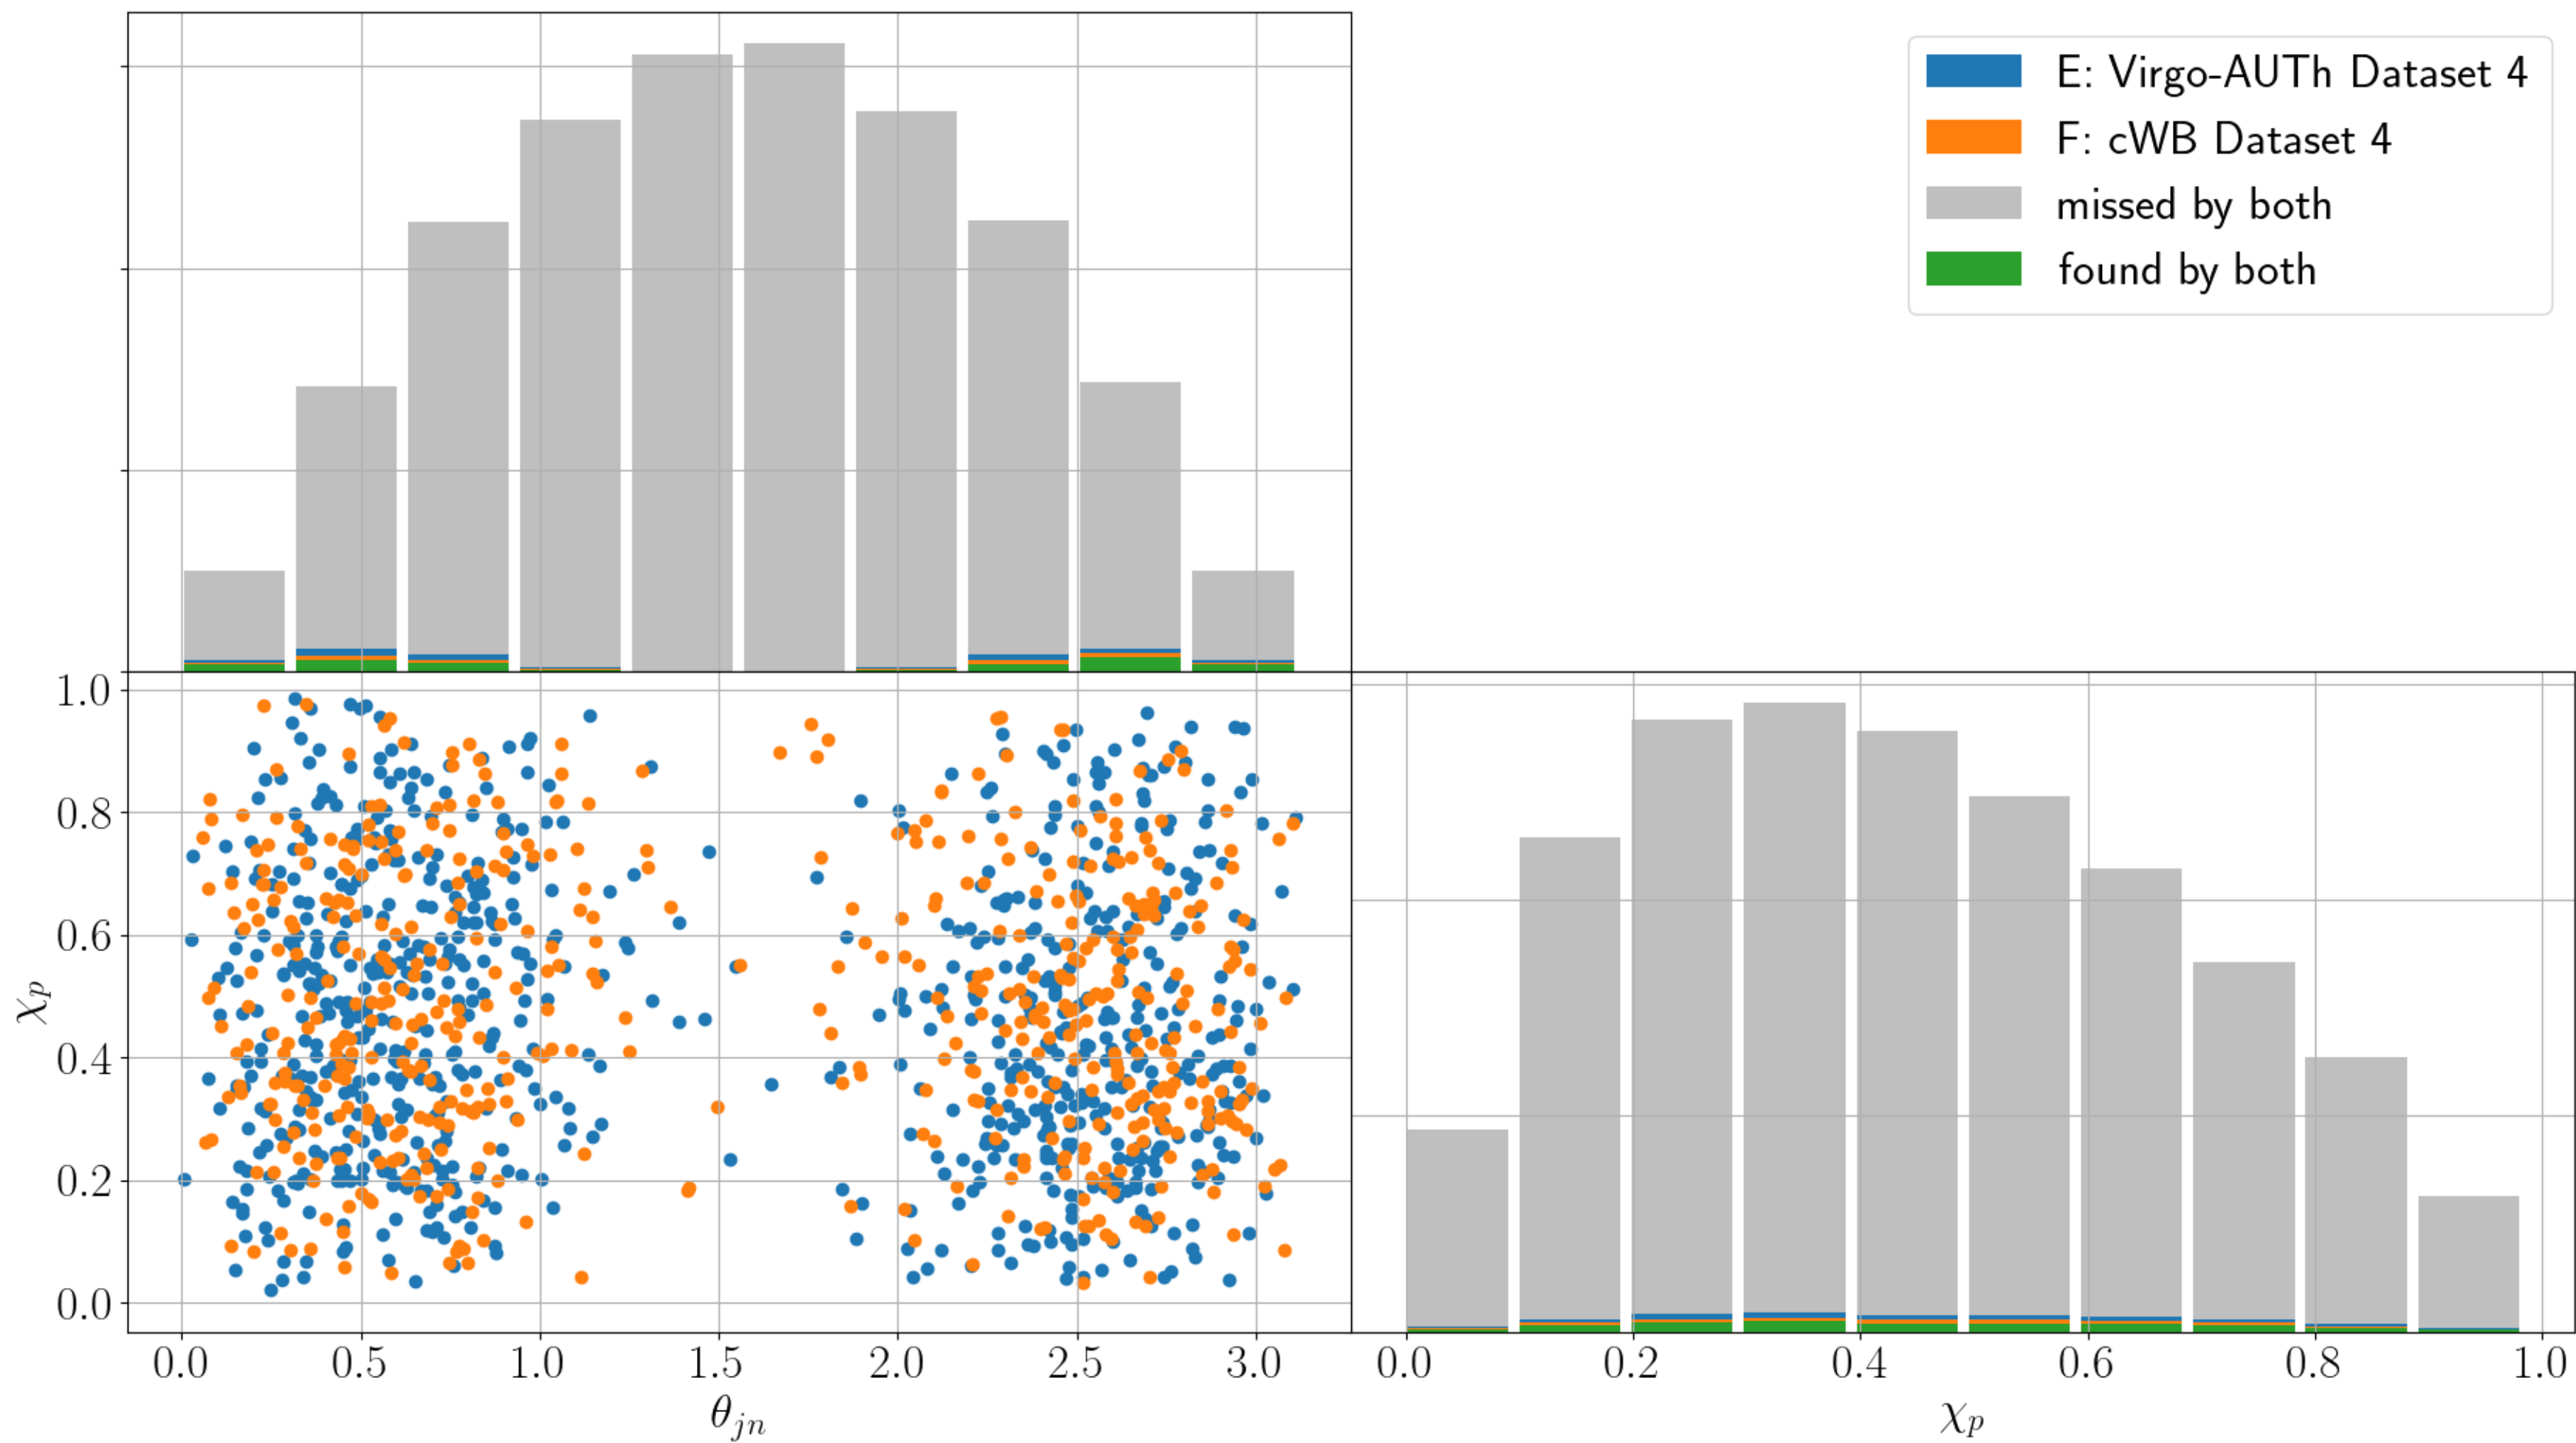 E: Virgo-AUTh Dataset 4
F: cWB Dataset 4
missed by both
found by both
1.0
0.8
0.6
0.4
0.2
0.0
χp
0.0 0.5 1.0 1.5 2.0 2.5 3.0
θjn
0.0 0.2 0.4 0.6 0.8 1.0
χp